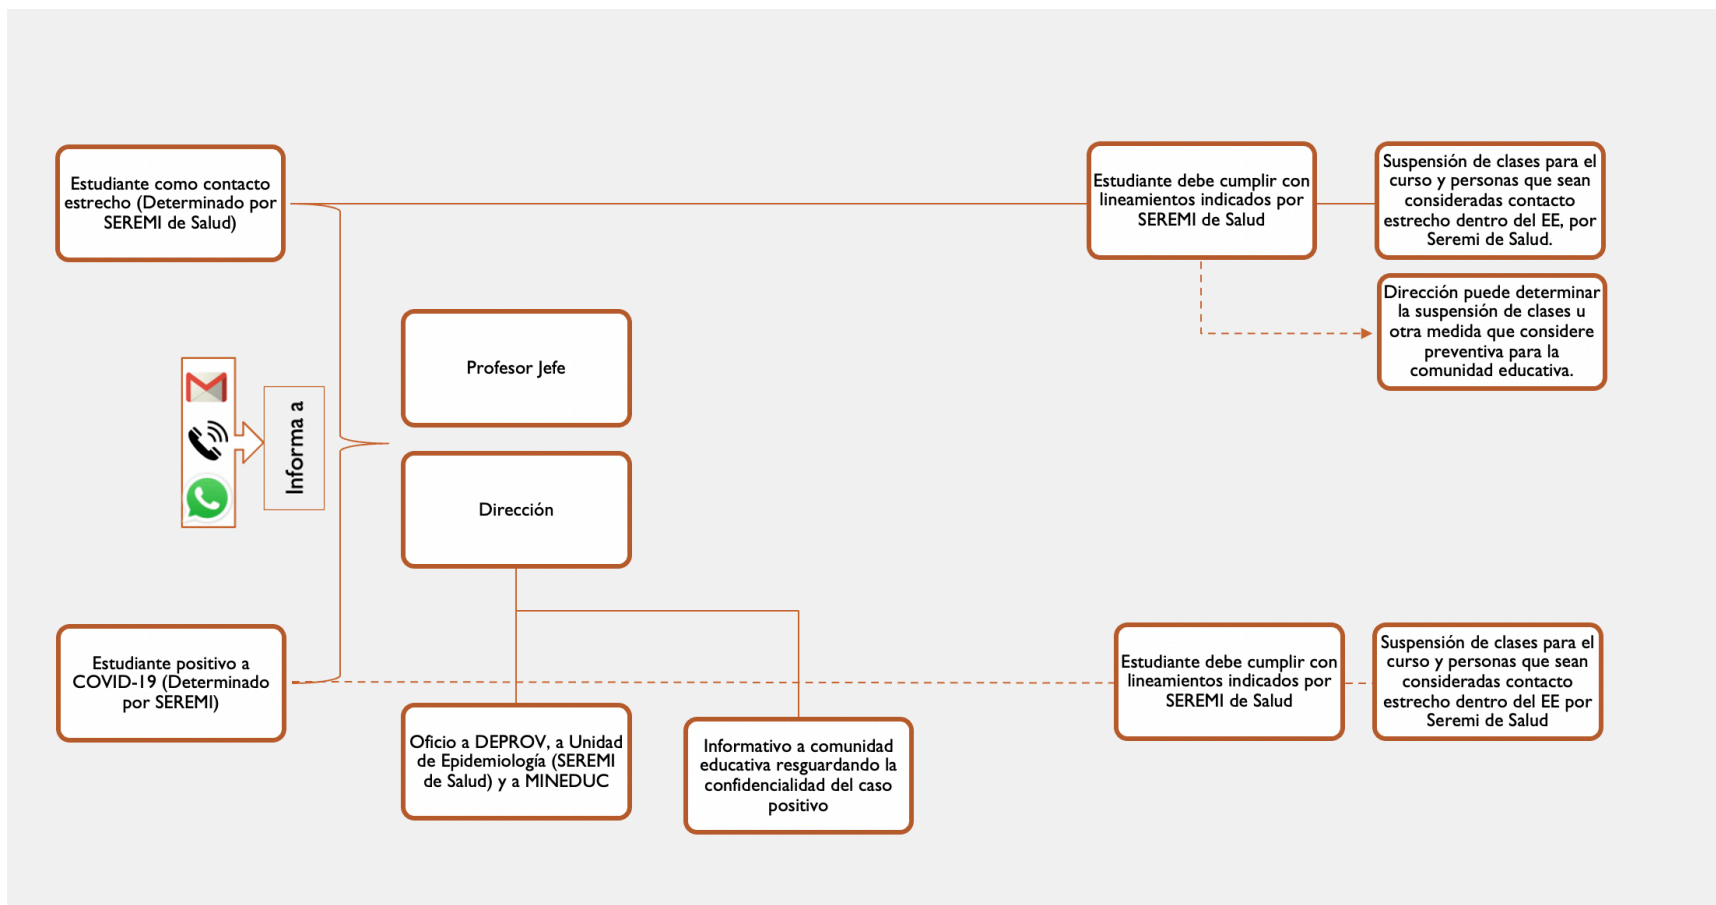 Estudiante como contacto
estrecho (Determinado por
SEREMI de Salud)
Estudiante debe cumplir con
lineamientos indicados por
SEREMI de Salud
Suspensión de clases para el
curso y personas que sean
consideradas contacto
estrecho dentro del EE, por
Seremi de Salud.
Dirección puede determinar
la suspensión de clases u
otra medida que considere
preventiva para la
comunidad educativa.
Profesor Jefe
Informa a
Dirección
Estudiante positivo a
COVID-19 (Determinado
por SEREMI)
Estudiante debe cumplir con
lineamientos indicados por
SEREMI de Salud
Suspensión de clases para el
curso y personas que sean
consideradas contacto
estrecho dentro del EE por
Seremi de Salud
Oficio a DEPROV, a Unidad
de Epidemiología (SEREMI
de Salud) y a MINEDUC
Informativo a comunidad
educativa resguardando la
confidencialidad del caso
positivo